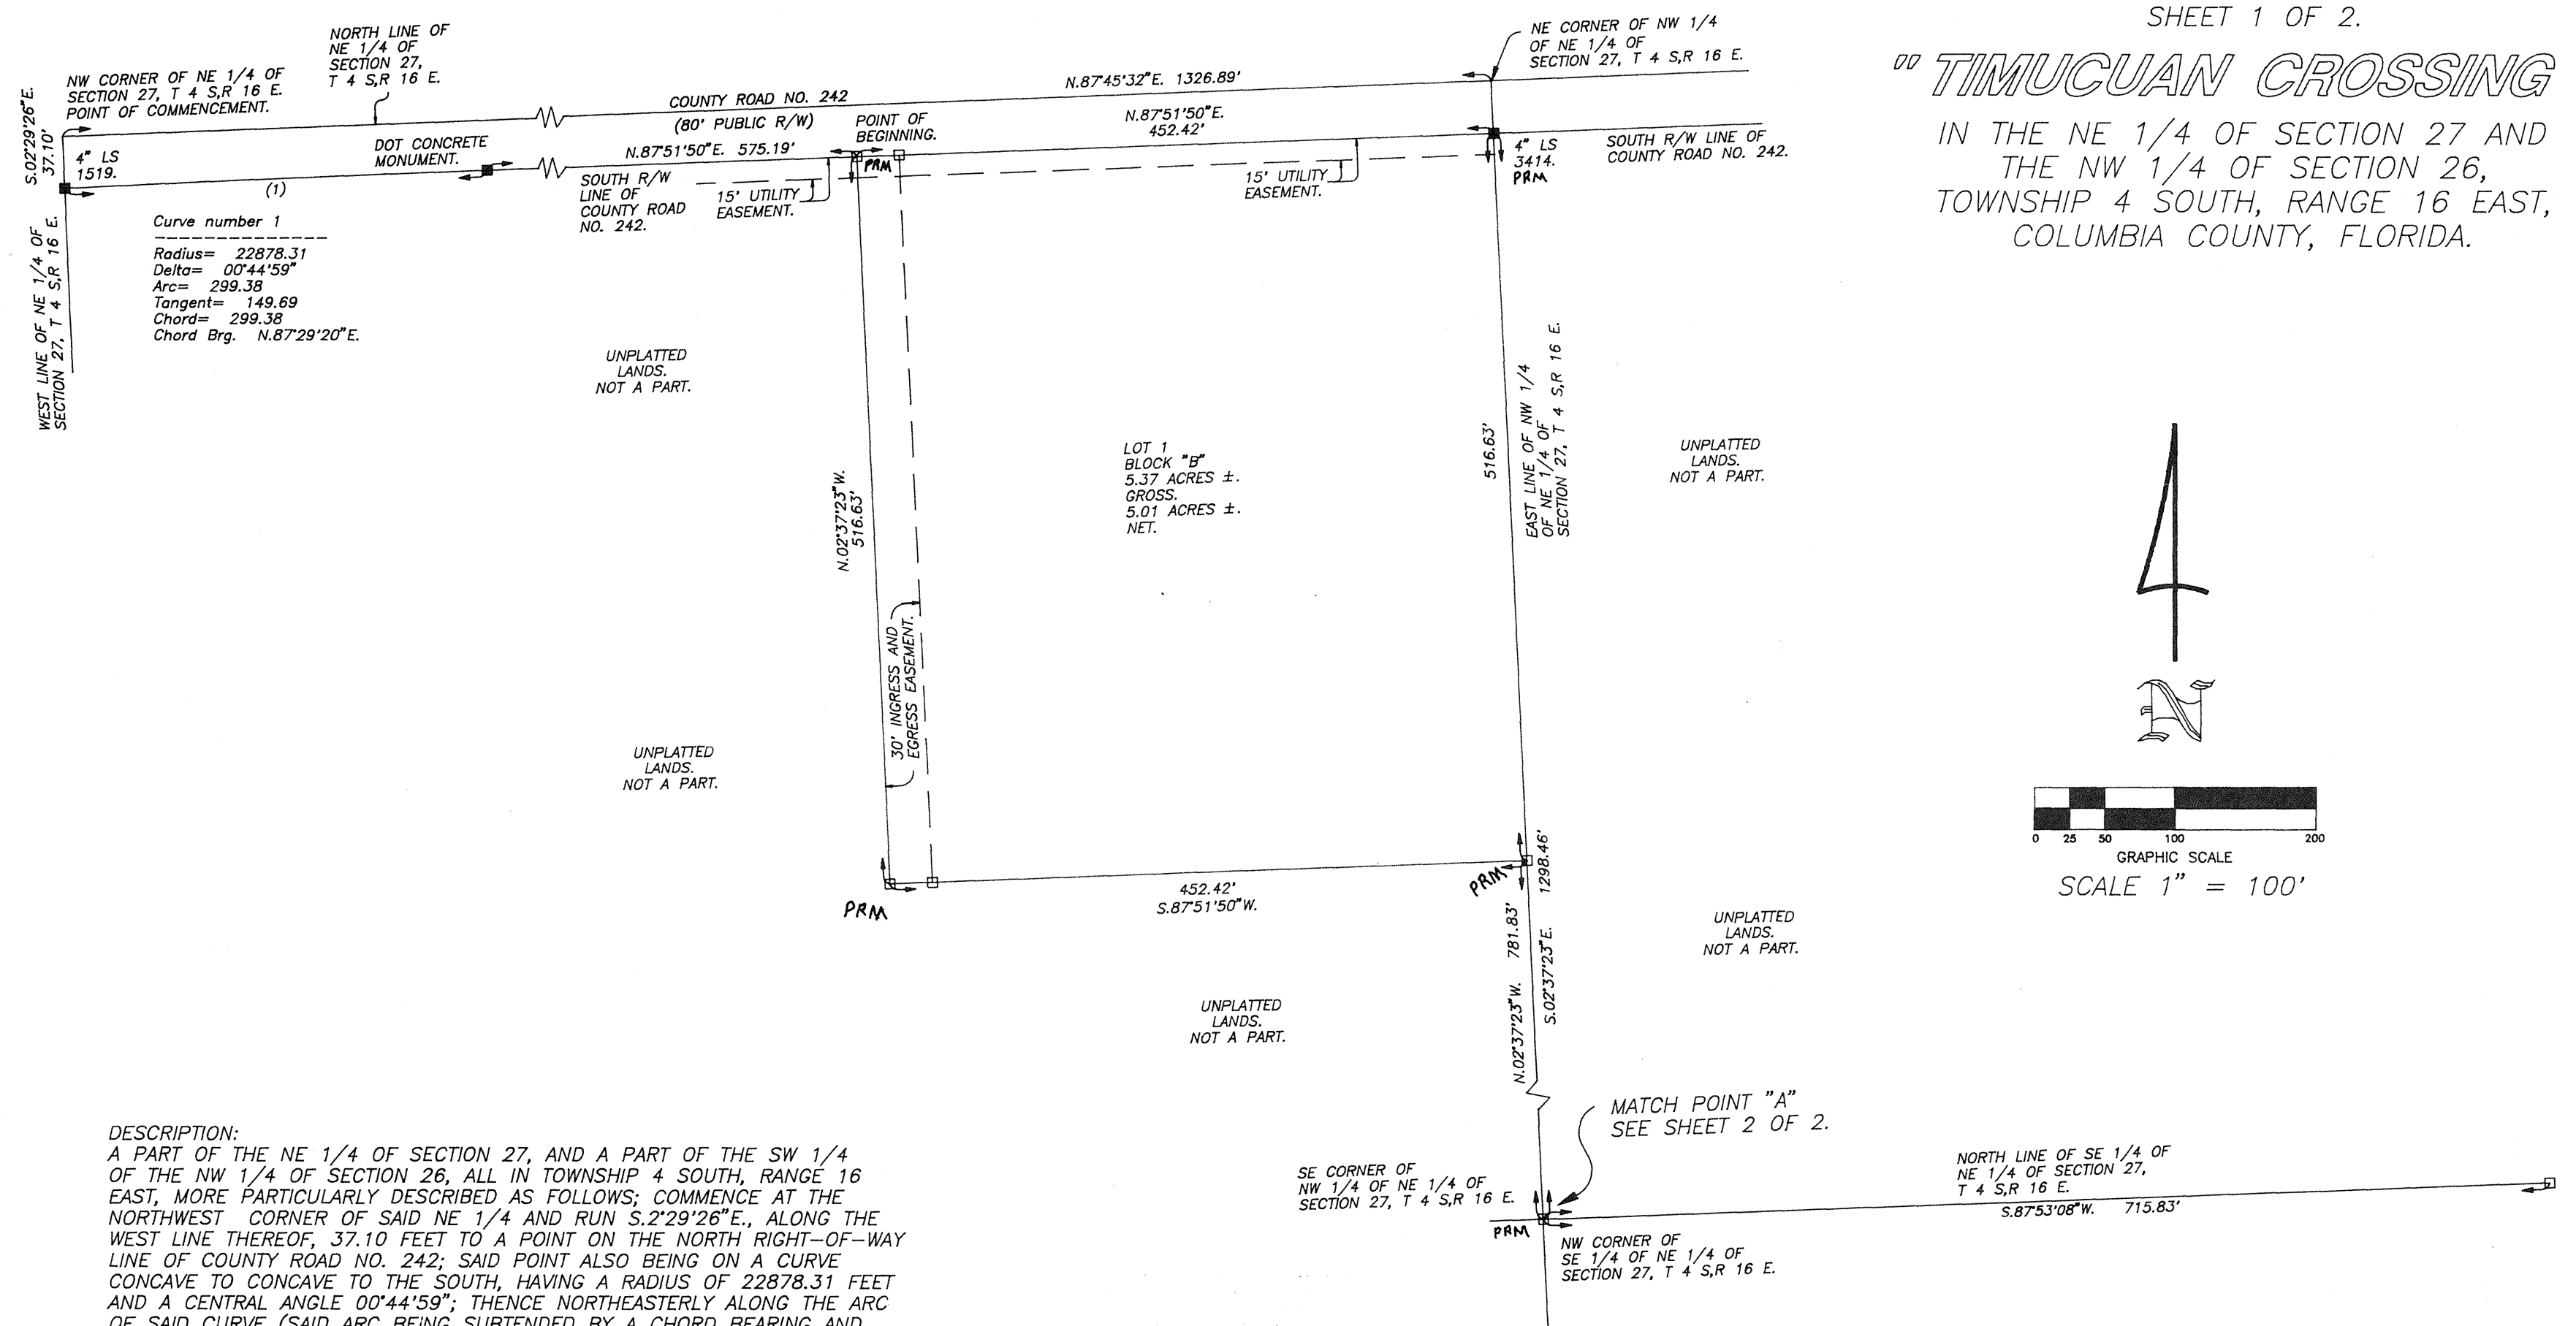 SHEET 1 OF 2.
" TIMUCUAN CROSSING
IN THE NE 1/4 OF SECTION 27 AND
THE NW 1/4 OF SECTION 26,
TOWNSHIP 4 SOUTH, RANGE 16 EAST,
COLUMBIA COUNTY, FLORIDA.
NW CORNER OF NE 1/4 OF
SECTION 27, T 4 S,R 16 E.
POINT OF COMMENCEMENT.
NORTH LINE OF
NE 1/4 OF
SECTION 27,
T 4 S,R 16 E.
NE CORNER OF NW 1/4
OF NE 1/4 OF
SECTION 27, T 4 S,R 16 E.
S.02°29'26"E.
37.10'
COUNTY ROAD NO. 242
(80' PUBLIC R/W)
N.87°45'32"E. 1326.89'
4" LS
1519.
(1)
DOT CONCRETE
MONUMENT.
N.87°51'50"E. 575.19'
POINT OF
BEGINNING.
PRM
N.87°51'50"E.
452.42'
4" LS
3414.
PRM
SOUTH R/W LINE OF
COUNTY ROAD NO. 242.
SOUTH R/W
LINE OF
COUNTY ROAD
NO. 242.
15' UTILITY
EASEMENT.
15' UTILITY
EASEMENT.
WEST LINE OF NE 1/4 OF
SECTION 27, T 4 S,R 16 E.
Curve number 1
---------------
Radius= 22878.31
Delta= 00°44'59"
Arc= 299.38
Tangent= 149.69
Chord= 299.38
Chord Brg. N.87°29'20"E.
UNPLATTED
LANDS.
NOT A PART.
N.02°37'23"W.
516.63'
LOT 1
BLOCK "B"
5.37 ACRES ±.
GROSS.
5.01 ACRES ±.
NET.
516.63'
EAST LINE OF NW 1/4
OF NE 1/4 OF
SECTION 27, T 4 S,R 16 E.
UNPLATTED
LANDS.
NOT A PART.
30' INGRESS AND
EGRESS EASEMENT.
UNPLATTED
LANDS.
NOT A PART.
N
0 25 50 100 200
GRAPHIC SCALE
SCALE 1" = 100'
PRM
452.42'
S.87°51'50"W.
PRM
N.02°37'23"W. 781.83'
S.02°37'23"E. 1298.46'
UNPLATTED
LANDS.
NOT A PART.
UNPLATTED
LANDS.
NOT A PART.
MATCH POINT "A"
SEE SHEET 2 OF 2.
SE CORNER OF
NW 1/4 OF NE 1/4 OF
SECTION 27, T 4 S,R 16 E.
PRM
NORTH LINE OF SE 1/4 OF
NE 1/4 OF SECTION 27,
T 4 S,R 16 E.
S.87°53'08"W. 715.83'
NW CORNER OF
SE 1/4 OF NE 1/4 OF
SECTION 27, T 4 S,R 16 E.
DESCRIPTION:
A PART OF THE NE 1/4 OF SECTION 27, AND A PART OF THE SW 1/4
OF THE NW 1/4 OF SECTION 26, ALL IN TOWNSHIP 4 SOUTH, RANGE 16
EAST, MORE PARTICULARLY DESCRIBED AS FOLLOWS; COMMENCE AT THE
NORTHWEST CORNER OF SAID NE 1/4 AND RUN S.2°29'26"E., ALONG THE
WEST LINE THEREOF, 37.10 FEET TO A POINT ON THE NORTH RIGHT-OF-WAY
LINE OF COUNTY ROAD NO. 242; SAID POINT ALSO BEING ON A CURVE
CONCAVE TO CONCAVE TO THE SOUTH, HAVING A RADIUS OF 22878.31 FEET
AND A CENTRAL ANGLE 00°44'59"; THENCE NORTHEASTERLY ALONG THE ARC
OF SAID CURVE (SAID ARC BEING SUBTENDED BY A CHORD BEARING AND